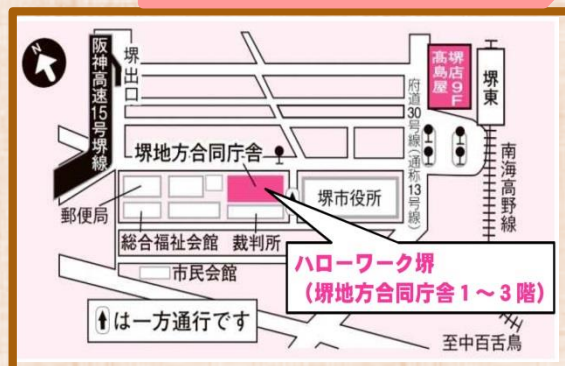 N
阪神高速15号堺線
堺出口
堺店9F
高島屋
堺東
府道30号線(通称13号線)
南海高野線
堺地方合同庁舎
堺市役所
郵便局
総合福祉会館
裁判所
市民会館
ハローワーク堺
(堺地方合同庁舎1～3階)
は一方通行です
至中百舌鳥